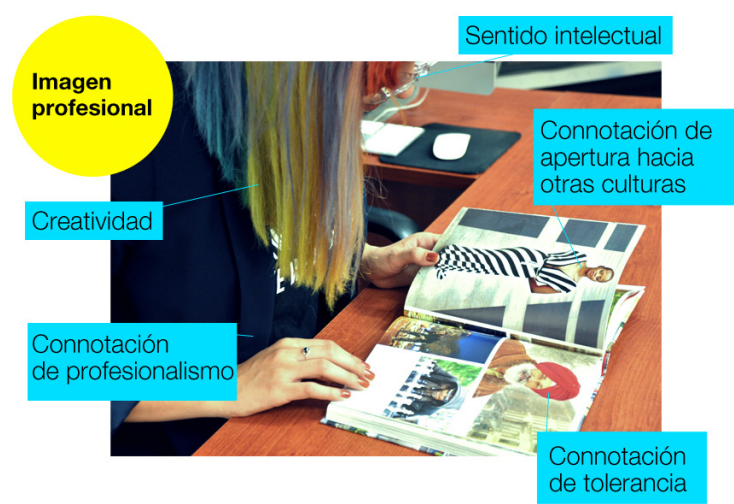 Imagen
profesional
Sentido intelectual
Connotación de
apertura hacia
otras culturas
Creatividad
Connotación
de profesionalismo
Connotación
de tolerancia